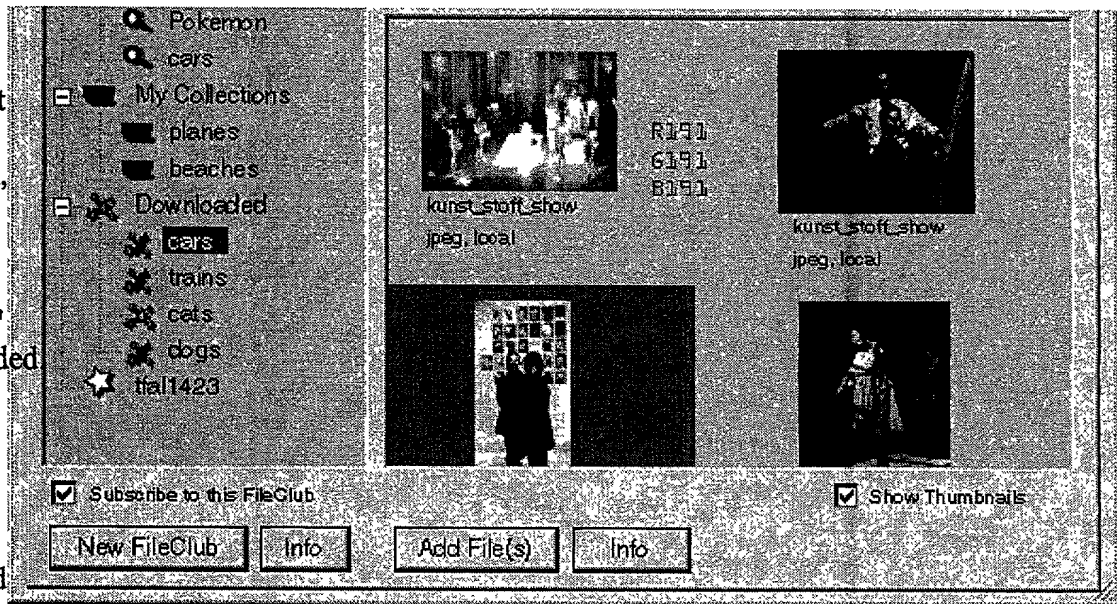 Pokemon
cars
My Collections
planes
beaches
Downloaded
cars
trains
cats
dogs
tfal1423
R191
G191
B191
kunst_stoff_show
jpeg, local
kunst_stoff_show
jpeg, local
Subscribe to this FileClub
Show Thumbnails
New FileClub
Info
Add File(s)
Info
t
,
ded
d